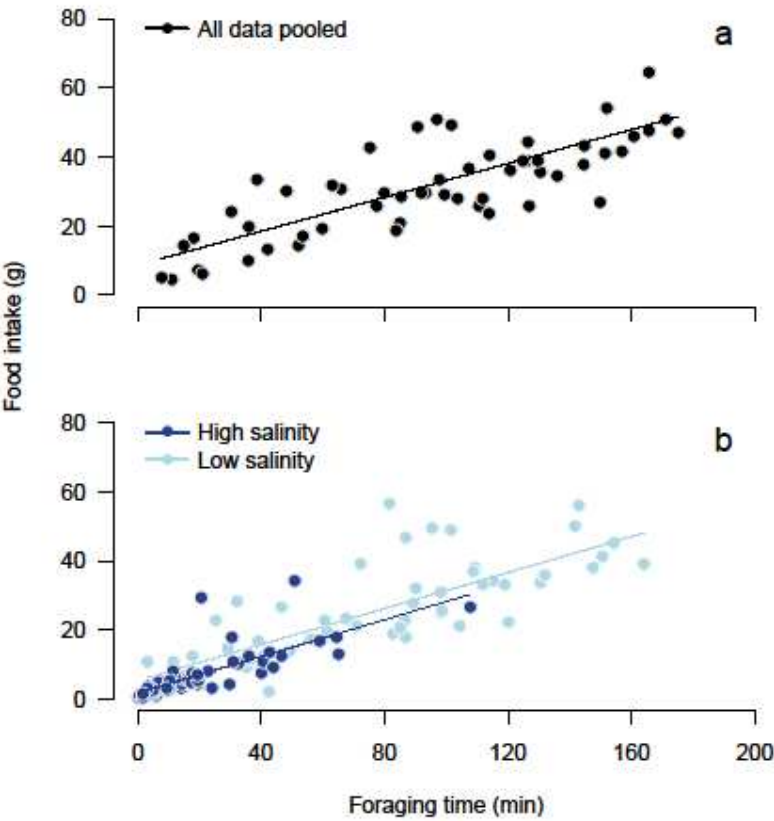 80
All data pooled
a
60
40
20
0
Food intake (g)
80
High salinity
b
Low salinity
60
40
20
0
0 40 80 120 160 200
Foraging time (min)